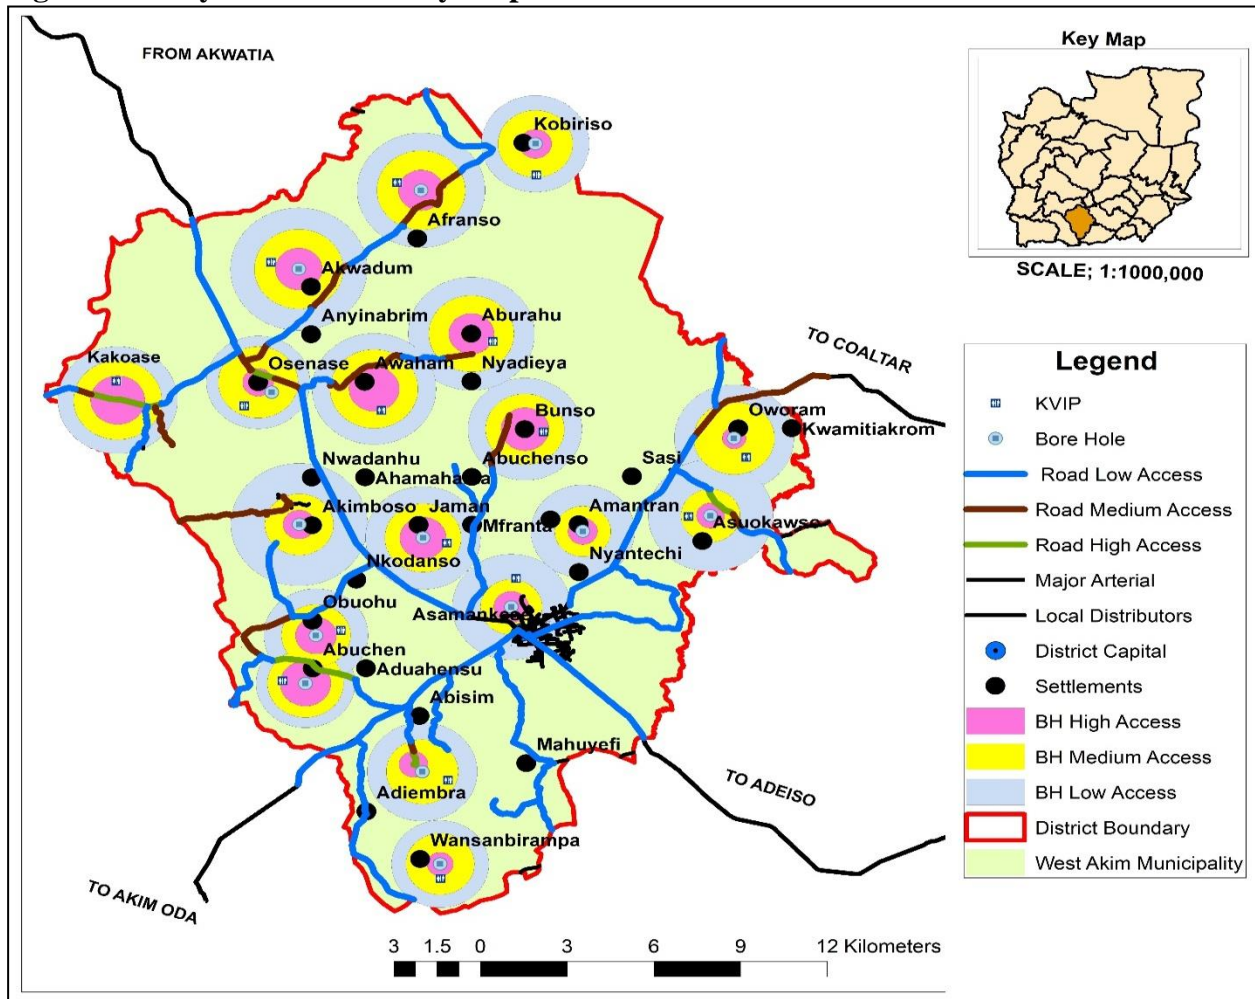 FROM AKWATIA
Key Map
SCALE; 1:1000,000
Kobiriso
Afranso
Akwadum
Anyinabrim
Aburahu
TO COALTAR
Kakoase
Osenase
Awaham
Nyadieya
Bunso
Oworam
Kwamitiakrom
Nwadanhu
Abuchenso
Sasi
Akimboso
Jaman
Mfranta
Amantran
Asuokawso
Nkodanso
Nyantechi
Obuohu
Asamankese
Abuchen
Aduahensu
Abisim
Mahuyefi
TO ADEISO
Adiembra
Wansanbirampa
TO AKIM ODA
3 1.5 0 3 6 9 12 Kilometers
Legend
KVIP
Bore Hole
Road Low Access
Road Medium Access
Road High Access
Major Arterial
Local Distributors
District Capital
Settlements
BH High Access
BH Medium Access
BH Low Access
District Boundary
West Akim Municipality